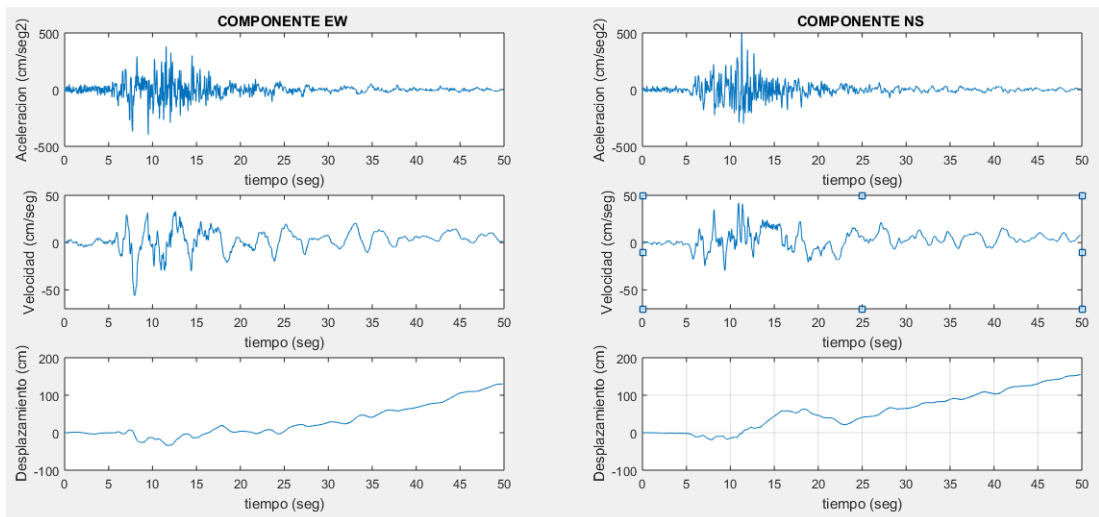 COMPONENTE EW
Aceleracion (cm/seg2)
500
0
-500
0 5 10 15 20 25 30 35 40 45 50
tiempo (seg)
Velocidad (cm/seg)
50
0
-50
0 5 10 15 20 25 30 35 40 45 50
tiempo (seg)
Desplazamiento (cm)
200
100
0
-100
0 5 10 15 20 25 30 35 40 45 50
tiempo (seg)
COMPONENTE NS
Aceleracion (cm/seg2)
500
0
-500
0 5 10 15 20 25 30 35 40 45 50
tiempo (seg)
Velocidad (cm/seg)
50
0
-50
0 5 10 15 20 25 30 35 40 45 50
tiempo (seg)
Desplazamiento (cm)
200
100
0
-100
0 5 10 15 20 25 30 35 40 45 50
tiempo (seg)